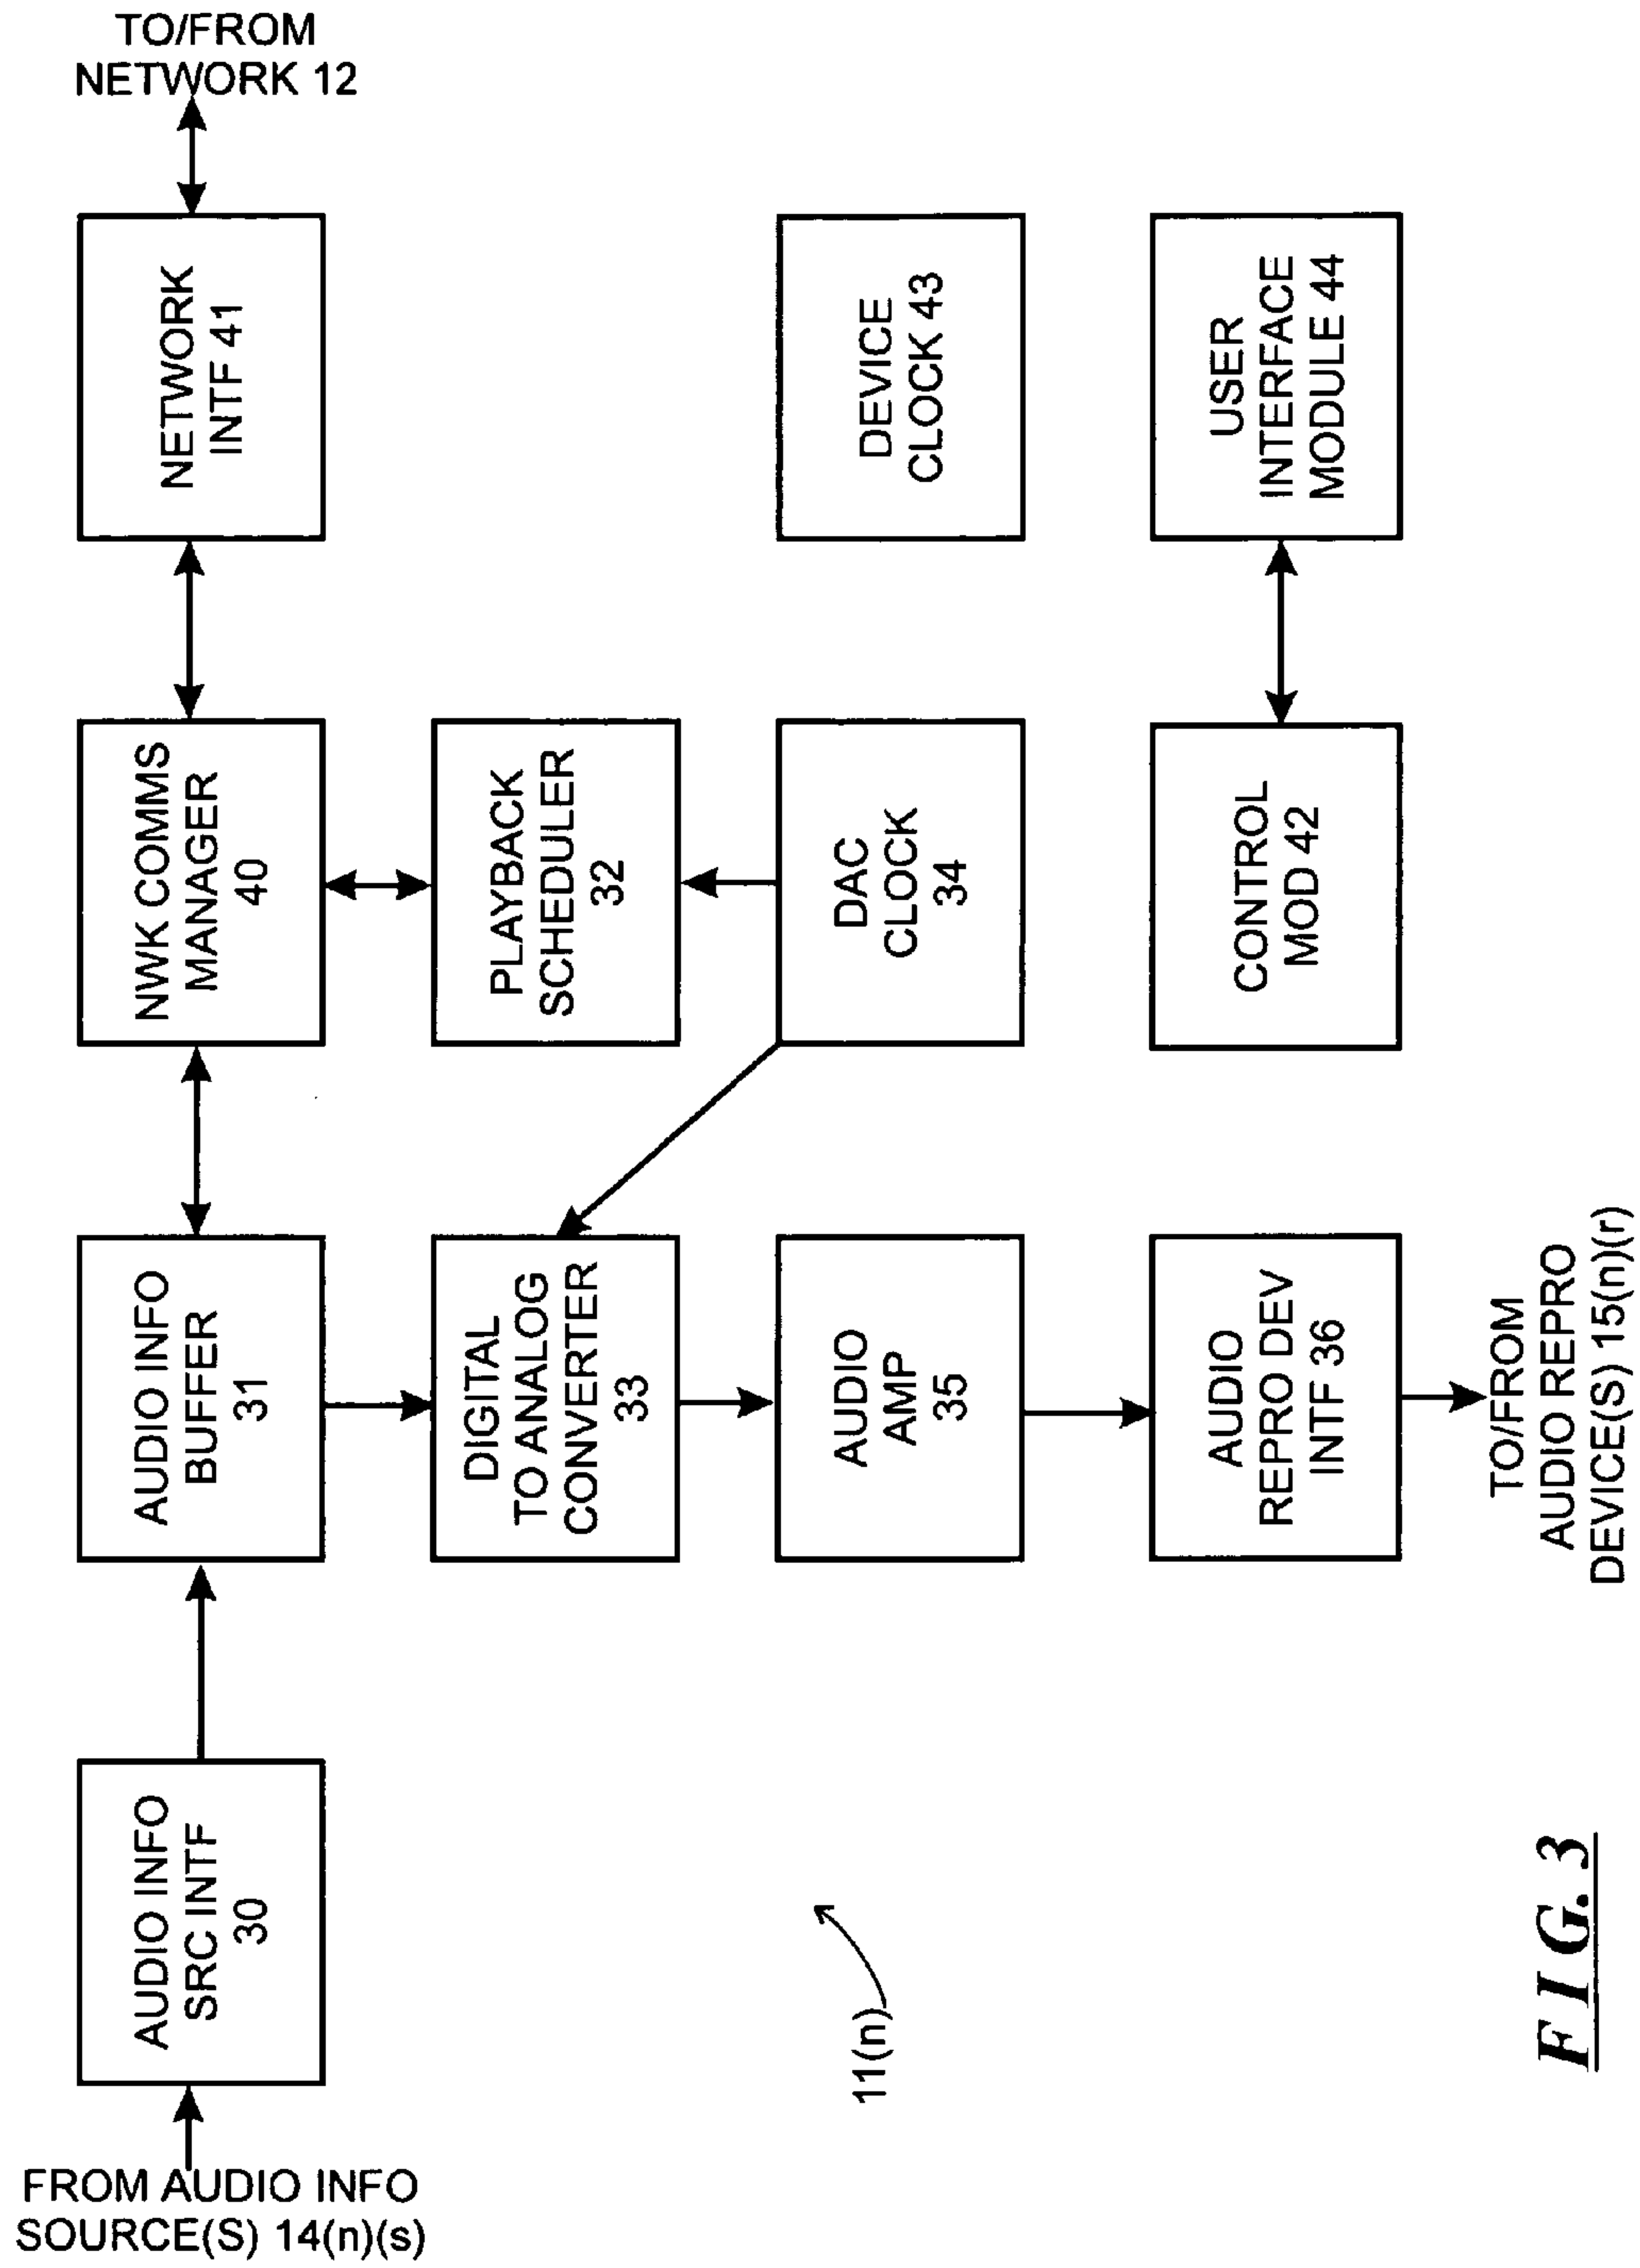 FROM AUDIO INFO
SOURCE(S) 14(n)(s)
AUDIO INFO
SRC INTF
30
AUDIO INFO
BUFFER
31
NWK COMMS
MANAGER
40
NETWORK
INTF 41
TO/FROM
NETWORK 12
DIGITAL
TO ANALOG
CONVERTER
33
PLAYBACK
SCHEDULER
32
11(n)
AUDIO
AMP
35
DAC
CLOCK
34
DEVICE
CLOCK 43
AUDIO
REPRO DEV
INTF 36
CONTROL
MOD 42
USER
INTERFACE
MODULE 44
TO/FROM
AUDIO REPRO
DEVICE(S) 15(n)(r)
FIG. 3